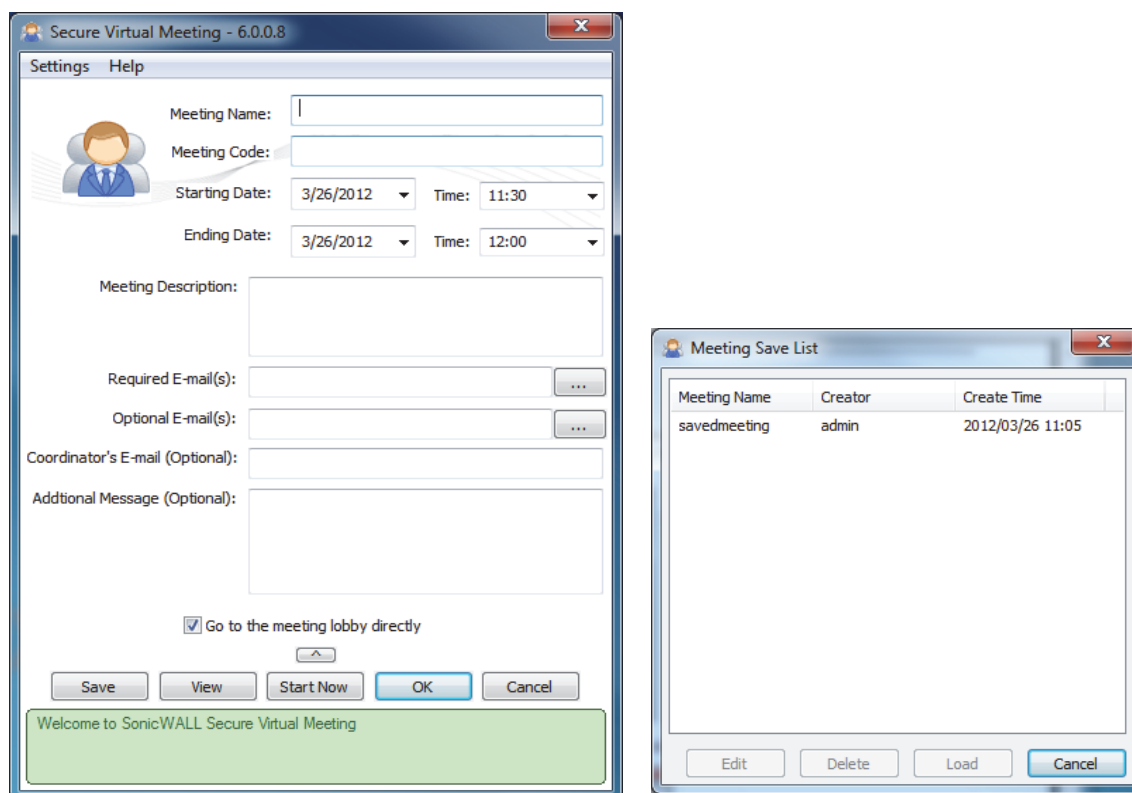 Secure Virtual Meeting - 6.0.0.8
Settings Help
Meeting Name:
Meeting Code:
Starting Date: 3/26/2012 Time: 11:30
Ending Date: 3/26/2012 Time: 12:00
Meeting Description:
Required E-mail(s): ...
Optional E-mail(s): ...
Coordinator's E-mail (Optional):
Addtional Message (Optional):
Go to the meeting lobby directly
Save View Start Now OK Cancel
Welcome to SonicWALL Secure Virtual Meeting
Meeting Save List
Meeting Name Creator Create Time
savedmeeting admin 2012/03/26 11:05
Edit Delete Load Cancel